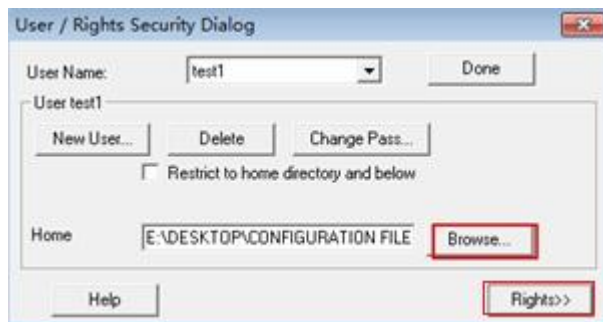 User / Rights Security Dialog
User Name: test1 Done
User test1
New User... Delete Change Pass...
Restrict to home directory and below
Home E:\DESKTOP\CONFIGURATION FILE Browse...
Help Rights>>